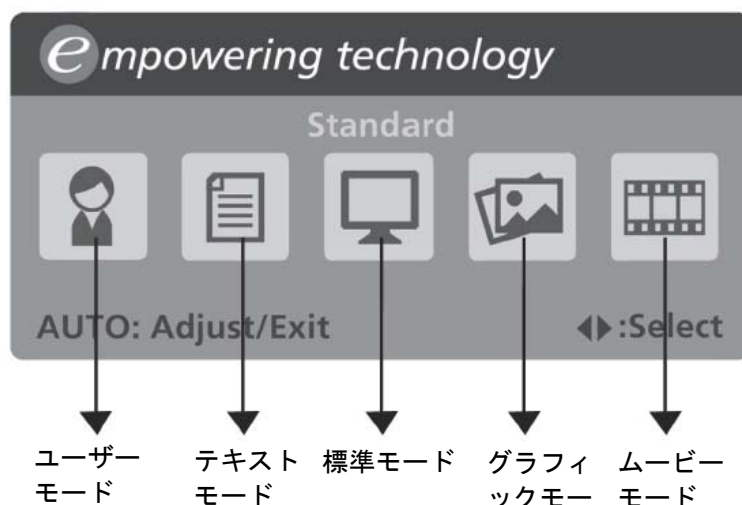 empowering technology
Standard
AUTO: Adjust/Exit
◀▶:Select
ユーザー
モード
テキスト
モード
標準モード
グラフィ
ックモー
ムービー
モード